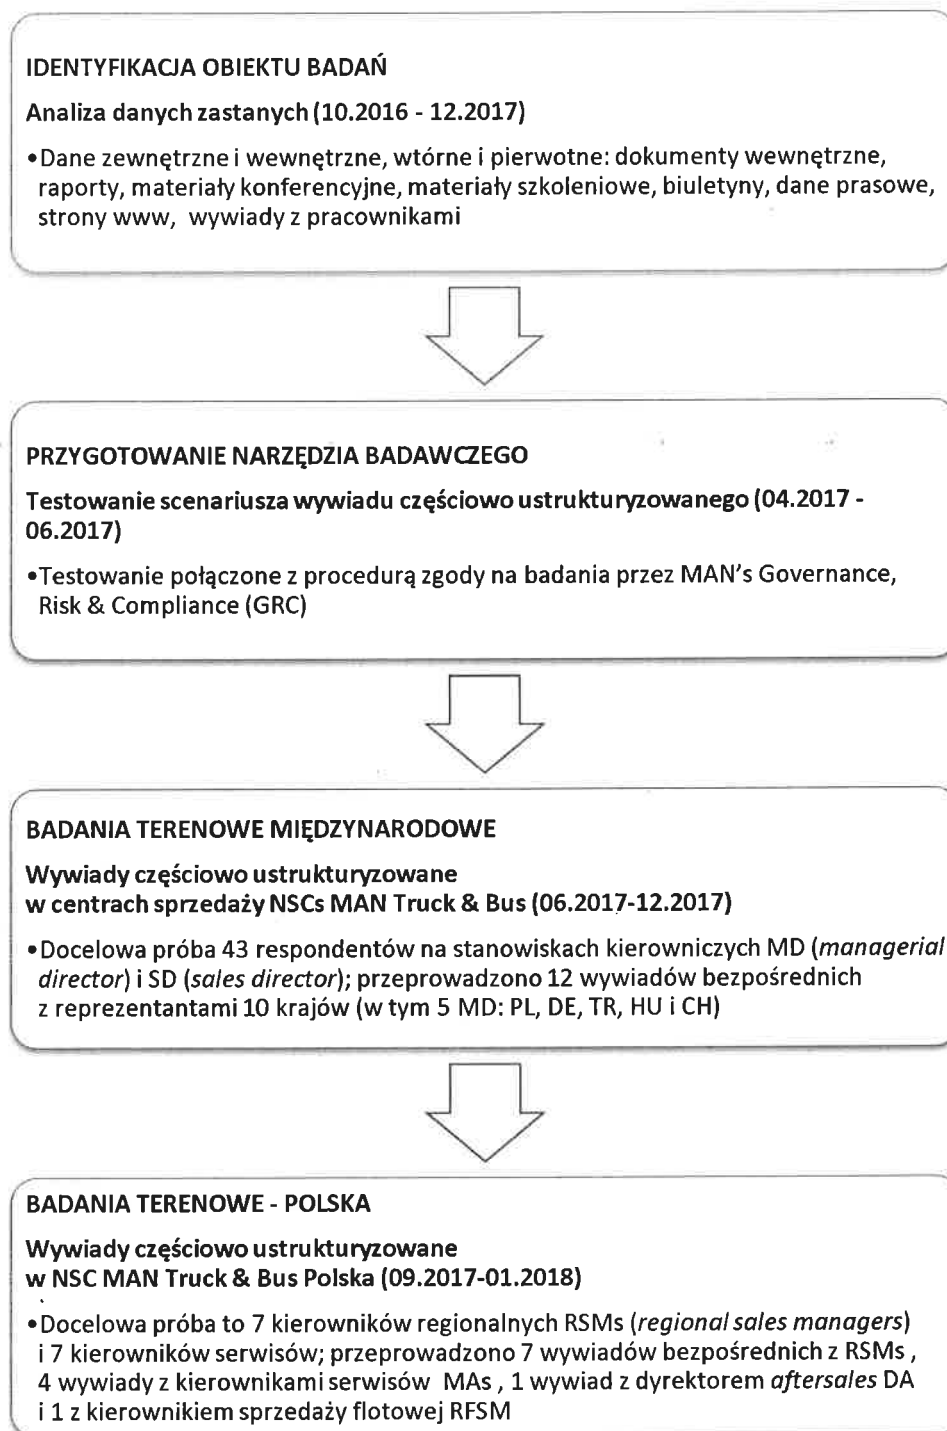 IDENTYFIKACJA OBIEKTU BADAŃ
Analiza danych zastanych (10.2016 - 12.2017)
•Dane zewnętrzne i wewnętrzne, wtórne i pierwotne: dokumenty wewnętrzne,
raporty, materiały konferencyjne, materiały szkoleniowe, biuletyny, dane prasowe,
strony www, wywiady z pracownikami
PRZYGOTOWANIE NARZĘDZIA BADAWCZEGO
Testowanie scenariusza wywiadu częściowo ustrukturyzowanego (04.2017 -
06.2017)
•Testowanie połączone z procedurą zgody na badania przez MAN's Governance,
Risk & Compliance (GRC)
BADANIA TERENOWE MIĘDZYNARODOWE
Wywiady częściowo ustrukturyzowane
w centrach sprzedaży NSCs MAN Truck & Bus (06.2017-12.2017)
•Docelowa próba 43 respondentów na stanowiskach kierowniczych MD (managerial
director) i SD (sales director); przeprowadzono 12 wywiadów bezpośrednich
z reprezentantami 10 krajów (w tym 5 MD: PL, DE, TR, HU i CH)
BADANIA TERENOWE - POLSKA
Wywiady częściowo ustrukturyzowane
w NSC MAN Truck & Bus Polska (09.2017-01.2018)
•Docelowa próba to 7 kierowników regionalnych RSMs (regional sales managers)
i 7 kierowników serwisów; przeprowadzono 7 wywiadów bezpośrednich z RSMs ,
4 wywiady z kierownikami serwisów MAs , 1 wywiad z dyrektorem aftersales DA
i 1 z kierownikiem sprzedaży flotowej RFSM